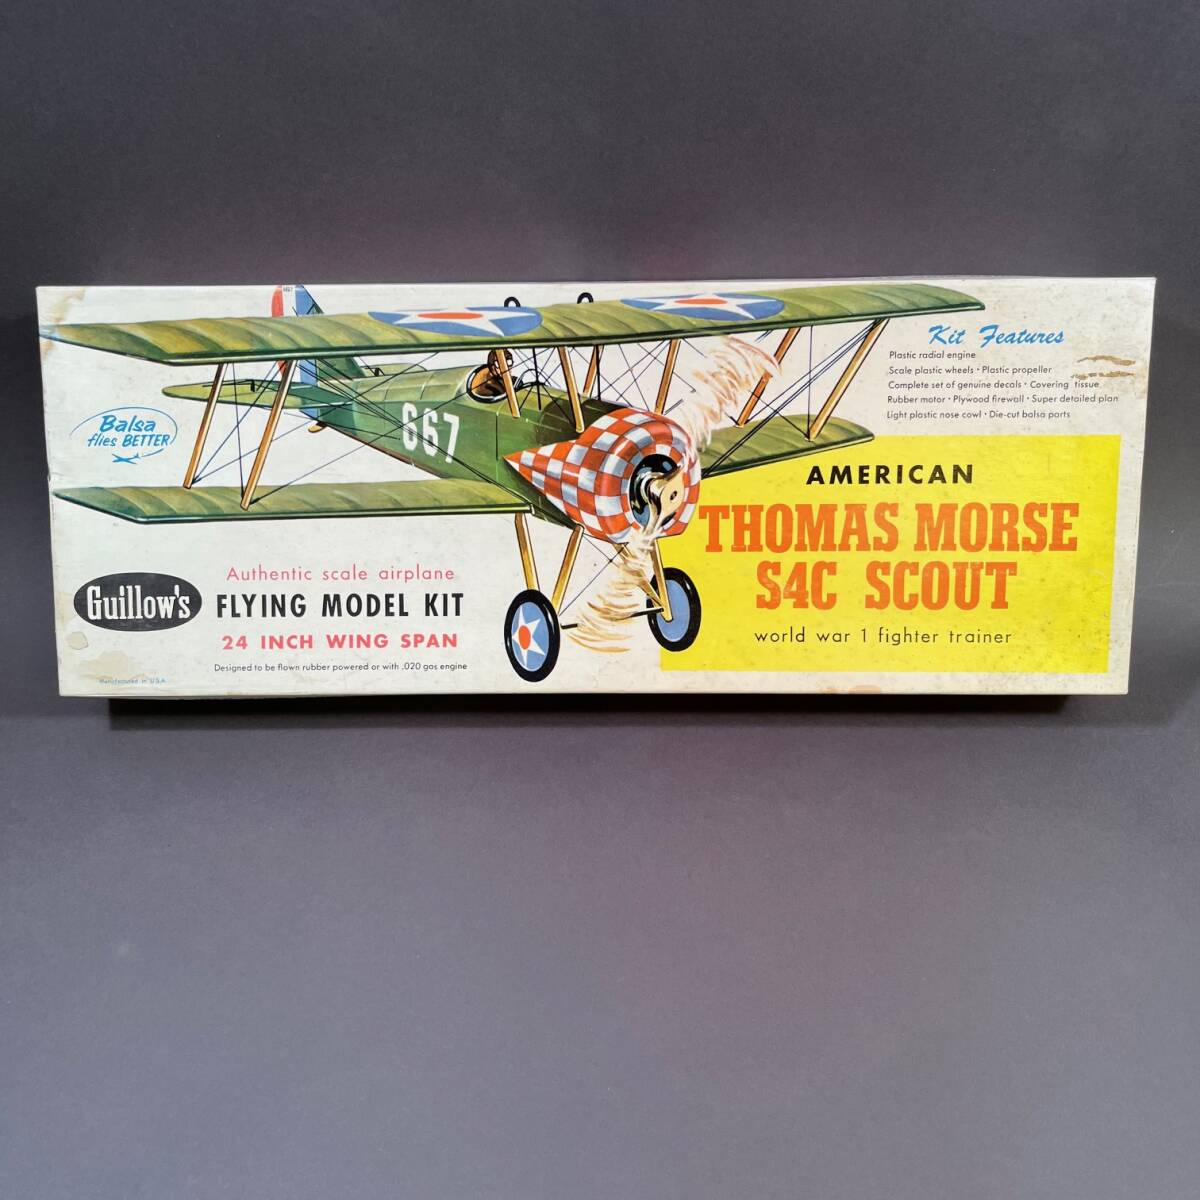 Kit Features
Plastic radial engine
Scale plastic wheels • Plastic propeller
Complete set of genuine decals • Covering tissue
Rubber motor • Plywood firewall • Super detailed plan
Light plastic nose cowl • Die-cut balsa parts
Balsa
flies BETTER
667
AMERICAN
THOMAS MORSE
S4C SCOUT
world war 1 fighter trainer
Guillow's
Authentic scale airplane
FLYING MODEL KIT
24 INCH WING SPAN
Designed to be flown rubber powered or with .020 gas engine
Manufactured in U.S.A.